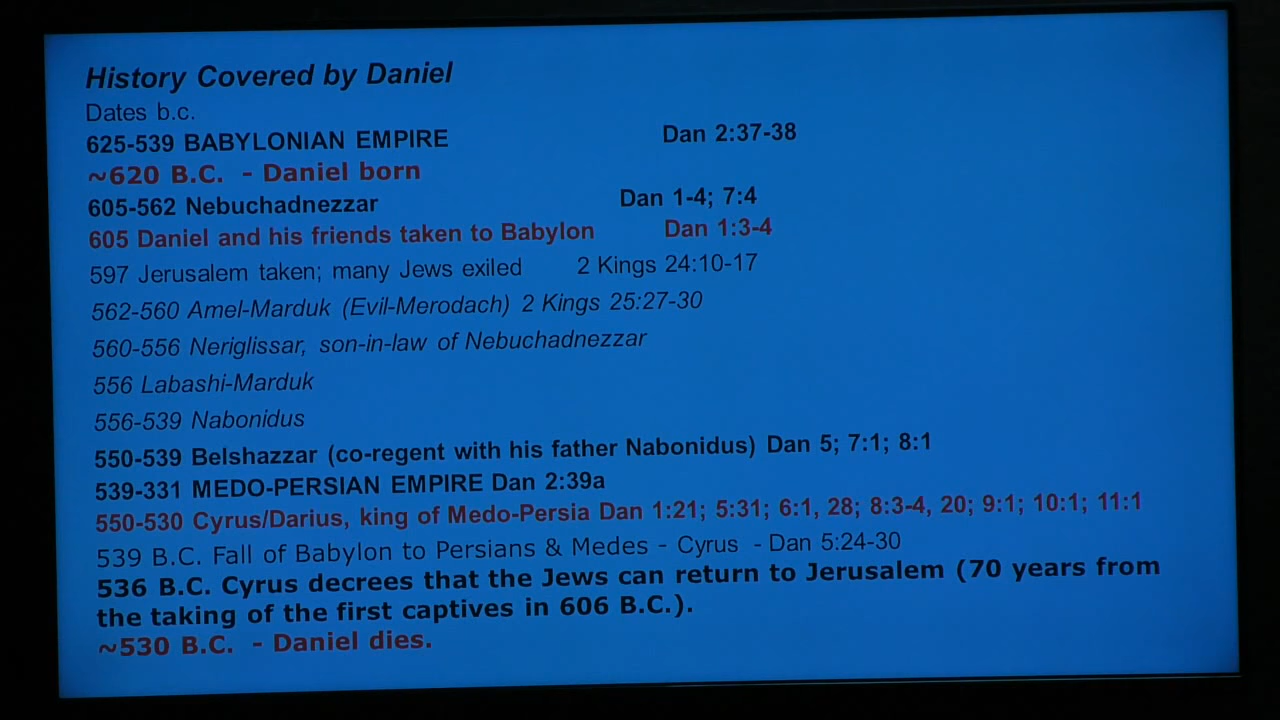 History Covered by Daniel
Dates b.c.
625-539 BABYLONIAN EMPIRE Dan 2:37-38
~620 B.C. - Daniel born
605-562 Nebuchadnezzar Dan 1-4; 7:4
605 Daniel and his friends taken to Babylon Dan 1:3-4
597 Jerusalem taken; many Jews exiled 2 Kings 24:10-17
562-560 Amel-Marduk (Evil-Merodach) 2 Kings 25:27-30
560-556 Neriglissar, son-in-law of Nebuchadnezzar
556 Labashi-Marduk
556-539 Nabonidus
550-539 Belshazzar (co-regent with his father Nabonidus) Dan 5; 7:1; 8:1
539-331 MEDO-PERSIAN EMPIRE Dan 2:39a
550-530 Cyrus/Darius, king of Medo-Persia Dan 1:21; 5:31; 6:1, 28; 8:3-4, 20; 9:1; 10:1; 11:1
539 B.C. Fall of Babylon to Persians & Medes - Cyrus - Dan 5:24-30
536 B.C. Cyrus decrees that the Jews can return to Jerusalem (70 years from
the taking of the first captives in 606 B.C.).
~530 B.C. - Daniel dies.